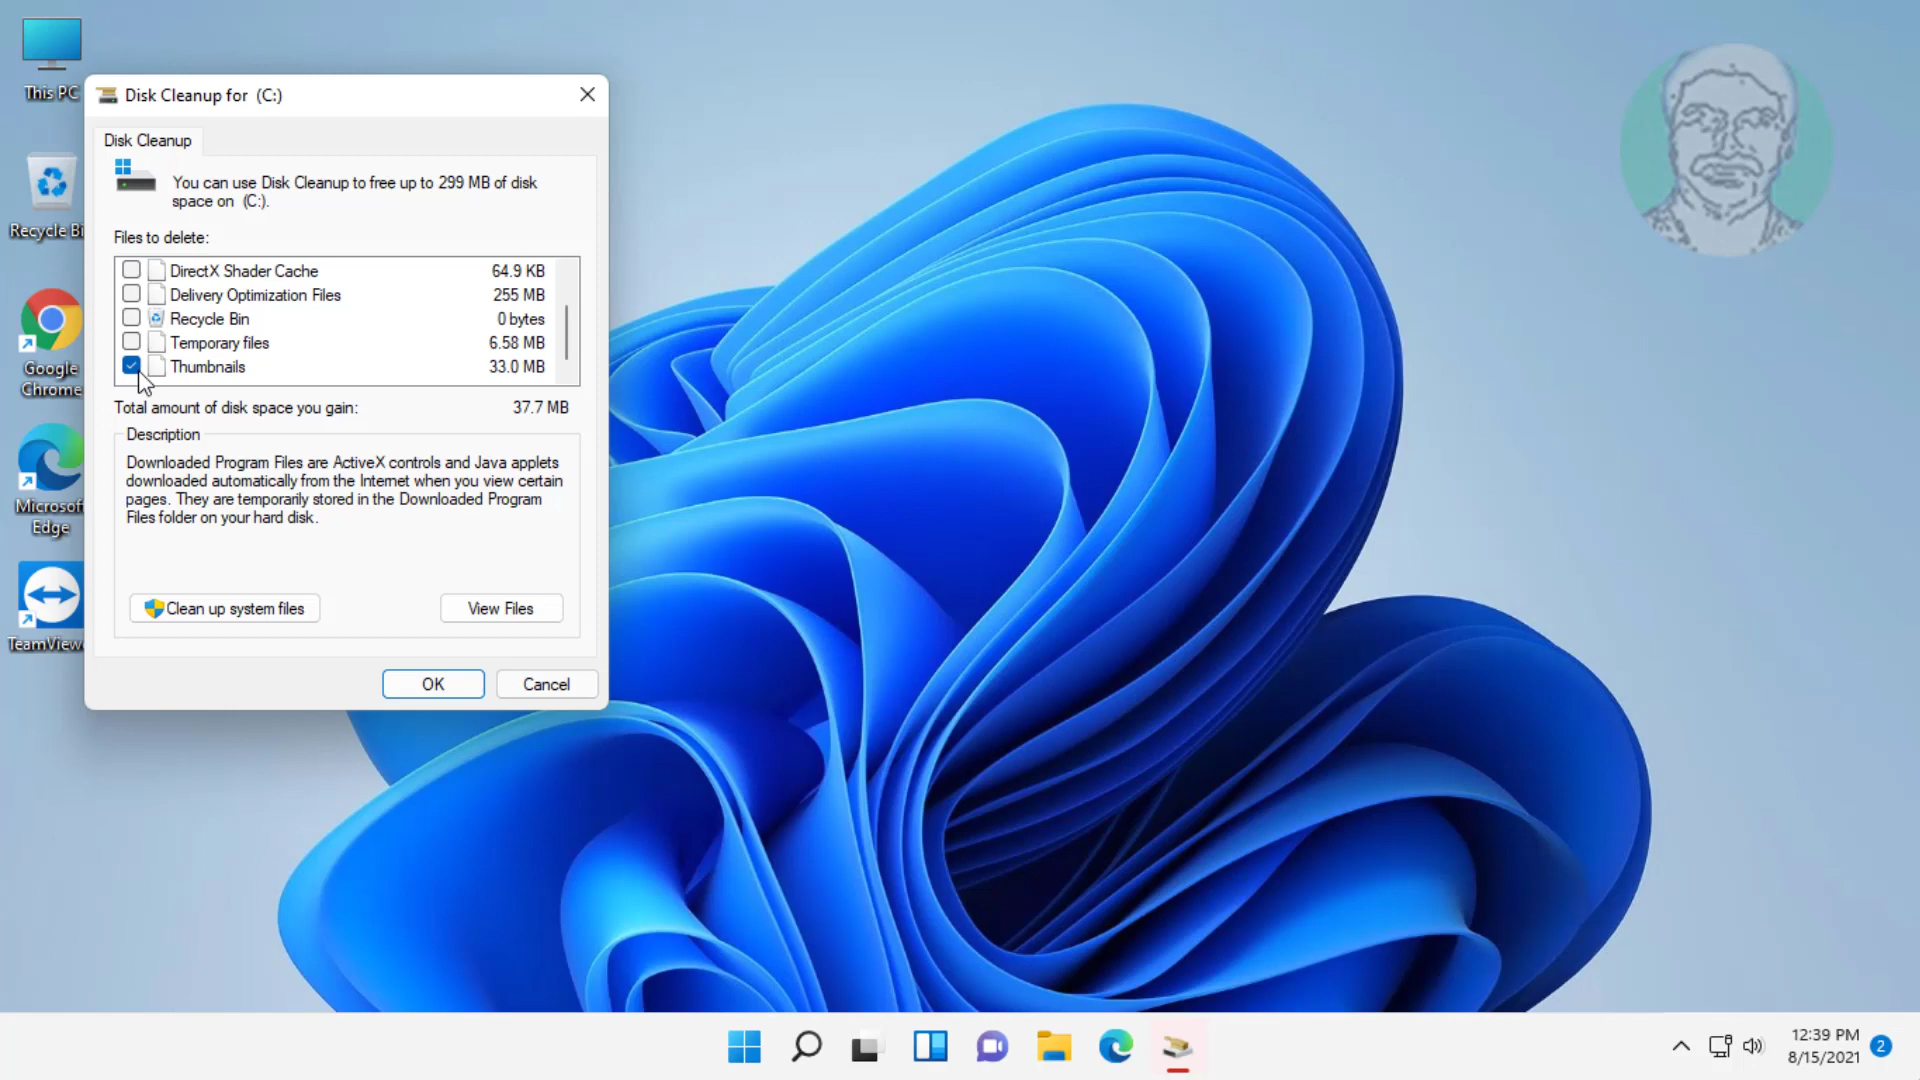 This PC
Recycle Bi
Google
Chrome
Microsof
Edge
TeamView
Disk Cleanup for (C:)
Disk Cleanup
You can use Disk Cleanup to free up to 299 MB of disk
space on (C:).
Files to delete:
DirectX Shader Cache 64.9 KB
Delivery Optimization Files 255 MB
Recycle Bin 0 bytes
Temporary files 6.58 MB
Thumbnails 33.0 MB
Total amount of disk space you gain: 37.7 MB
Description
Downloaded Program Files are ActiveX controls and Java applets
downloaded automatically from the Internet when you view certain
pages. They are temporarily stored in the Downloaded Program
Files folder on your hard disk.
Clean up system files
View Files
OK
Cancel
12:39 PM
8/15/2021
2